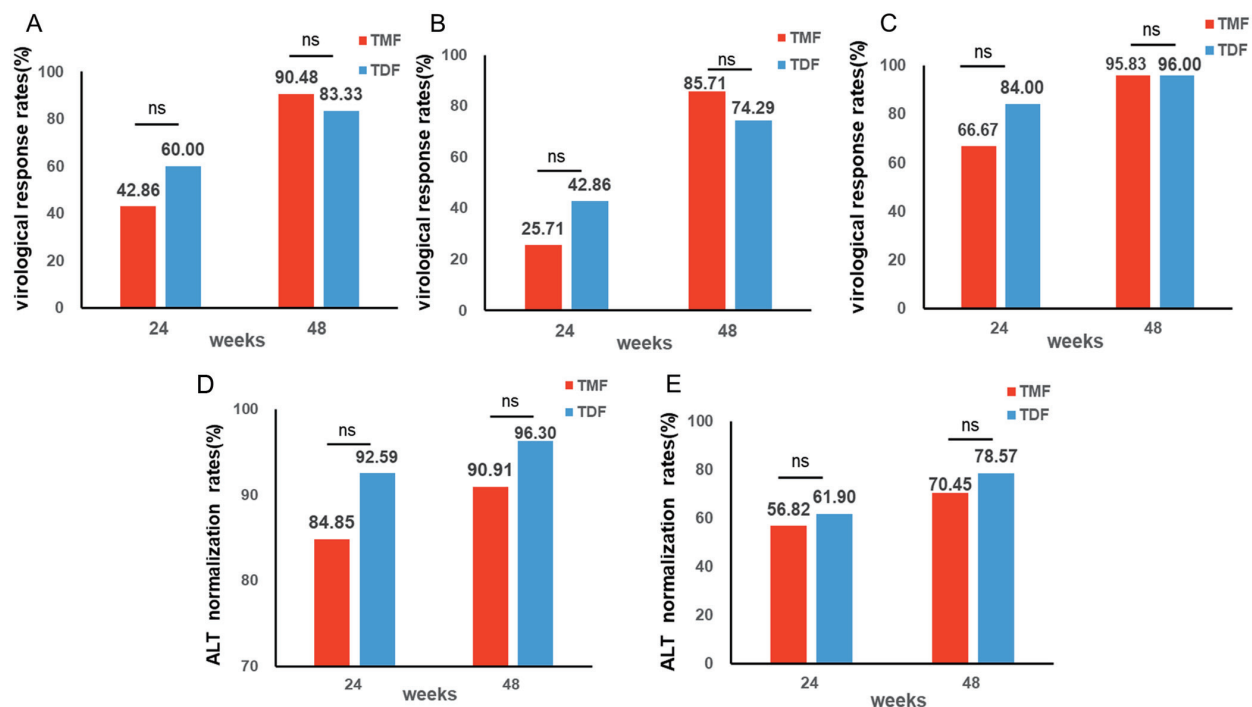 A
virological response rates(%)
TMF
TDF
ns
ns
90.48
83.33
60.00
42.86
100
80
60
40
20
0
24
48
weeks
B
virological response rates(%)
TMF
TDF
ns
ns
85.71
74.29
42.86
25.71
100
80
60
40
20
0
24
48
weeks
C
virological response rates(%)
TMF
TDF
ns
ns
95.83
96.00
84.00
66.67
100
80
60
40
20
0
24
48
weeks
D
ALT normalization rates(%)
TMF
TDF
ns
ns
96.30
92.59
90.91
84.85
100
90
80
70
24
48
weeks
E
ALT normalization rates(%)
TMF
TDF
ns
ns
78.57
70.45
61.90
56.82
100
80
60
40
20
0
24
48
weeks